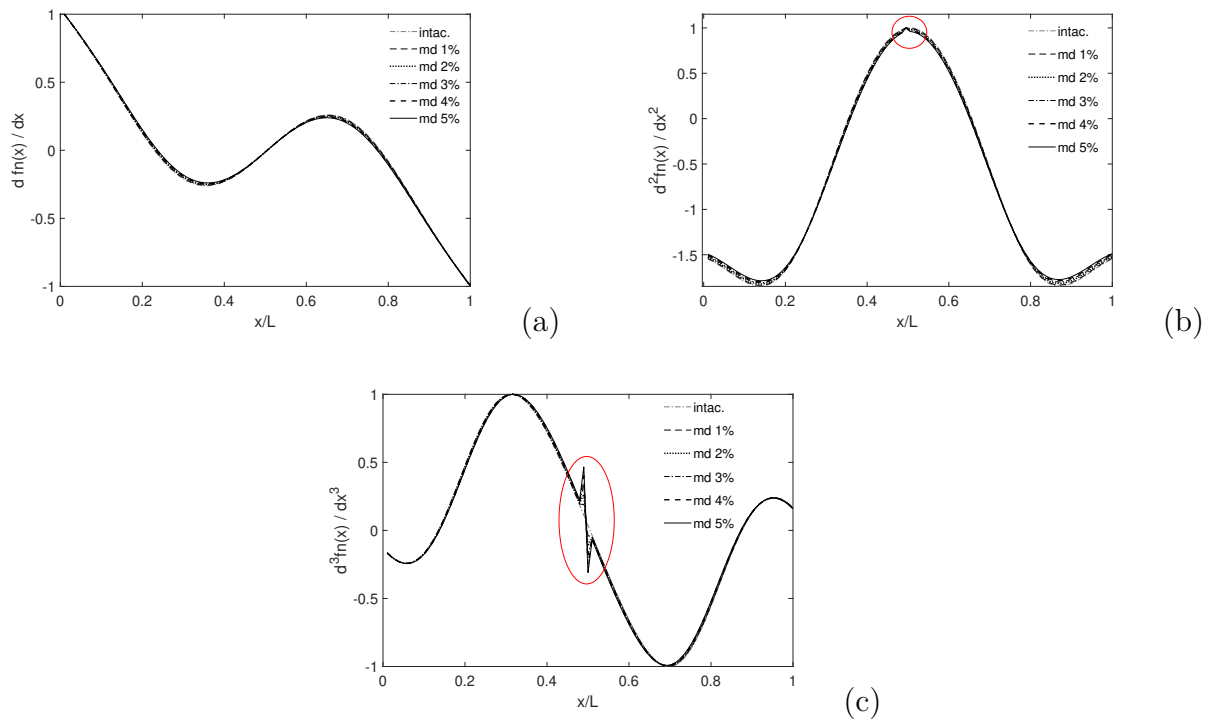 1
0.5
0
-0.5
-1
0
0.2
0.4
0.6
0.8
1
x/L
d fn(x) / dx
intac.
md 1%
md 2%
md 3%
md 4%
md 5%
(a)
1
0.5
0
-0.5
-1
-1.5
0
0.2
0.4
0.6
0.8
1
x/L
d²fn(x) / dx²
intac.
md 1%
md 2%
md 3%
md 4%
md 5%
(b)
1
0.5
0
-0.5
-1
0
0.2
0.4
0.6
0.8
1
x/L
d³fn(x) / dx³
intac.
md 1%
md 2%
md 3%
md 4%
md 5%
(c)